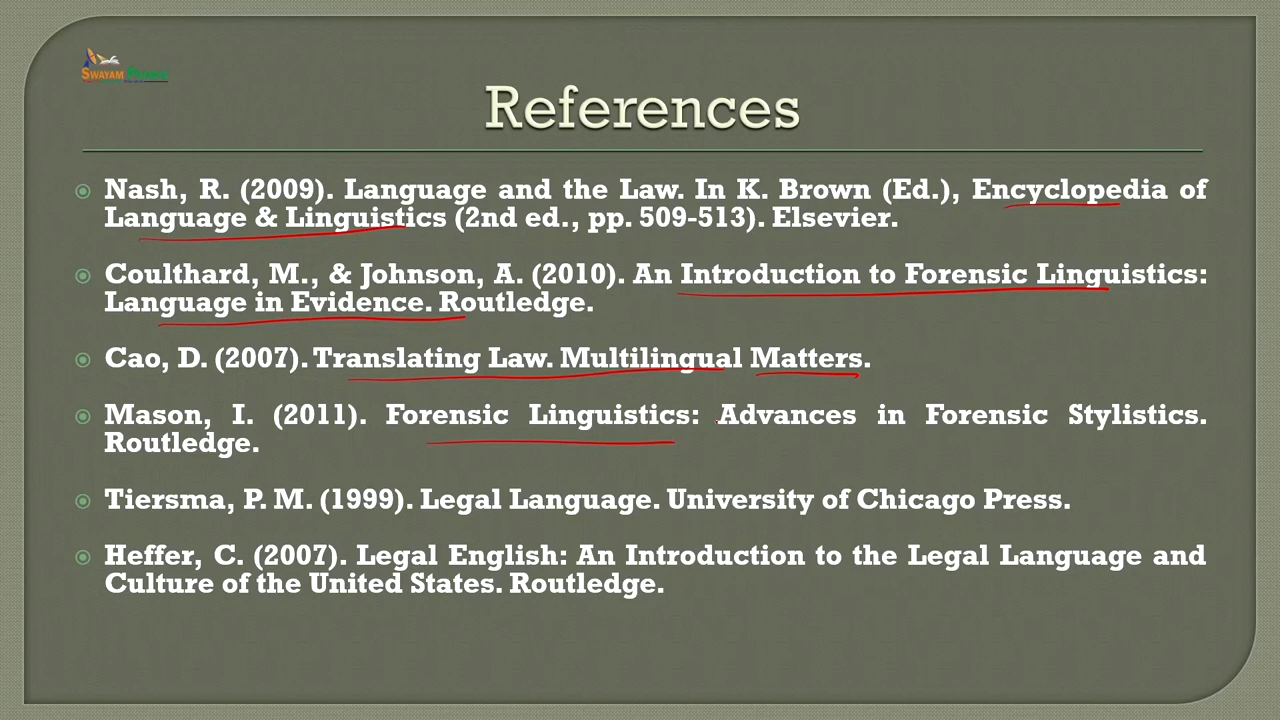 SWAYAM PRABHA
References
Nash, R. (2009). Language and the Law. In K. Brown (Ed.), Encyclopedia of
Language & Linguistics (2nd ed., pp. 509-513). Elsevier.
Coulthard, M., & Johnson, A. (2010). An Introduction to Forensic Linguistics:
Language in Evidence. Routledge.
Cao, D. (2007). Translating Law. Multilingual Matters.
Mason, I. (2011). Forensic Linguistics: Advances in Forensic Stylistics.
Routledge.
Tiersma, P. M. (1999). Legal Language. University of Chicago Press.
Heffer, C. (2007). Legal English: An Introduction to the Legal Language and
Culture of the United States. Routledge.